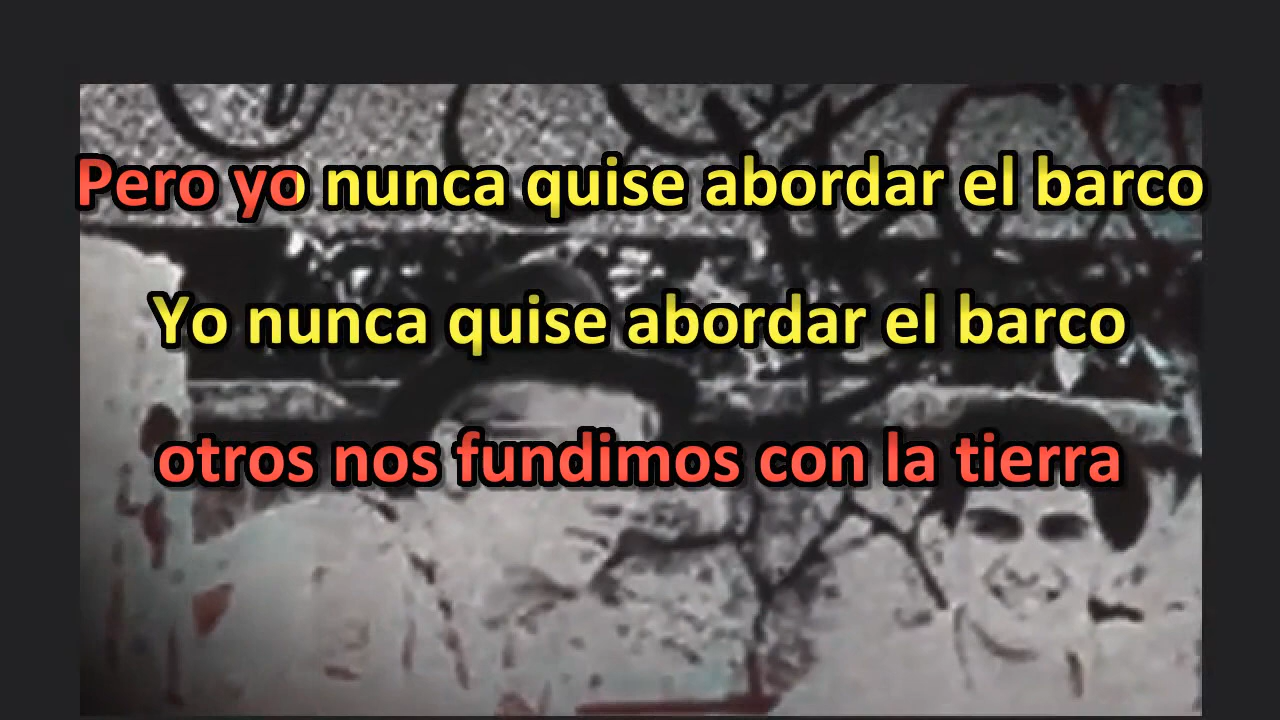 Pero yo nunca quise abordar el barco
Yo nunca quise abordar el barco
otros nos fundimos con la tierra